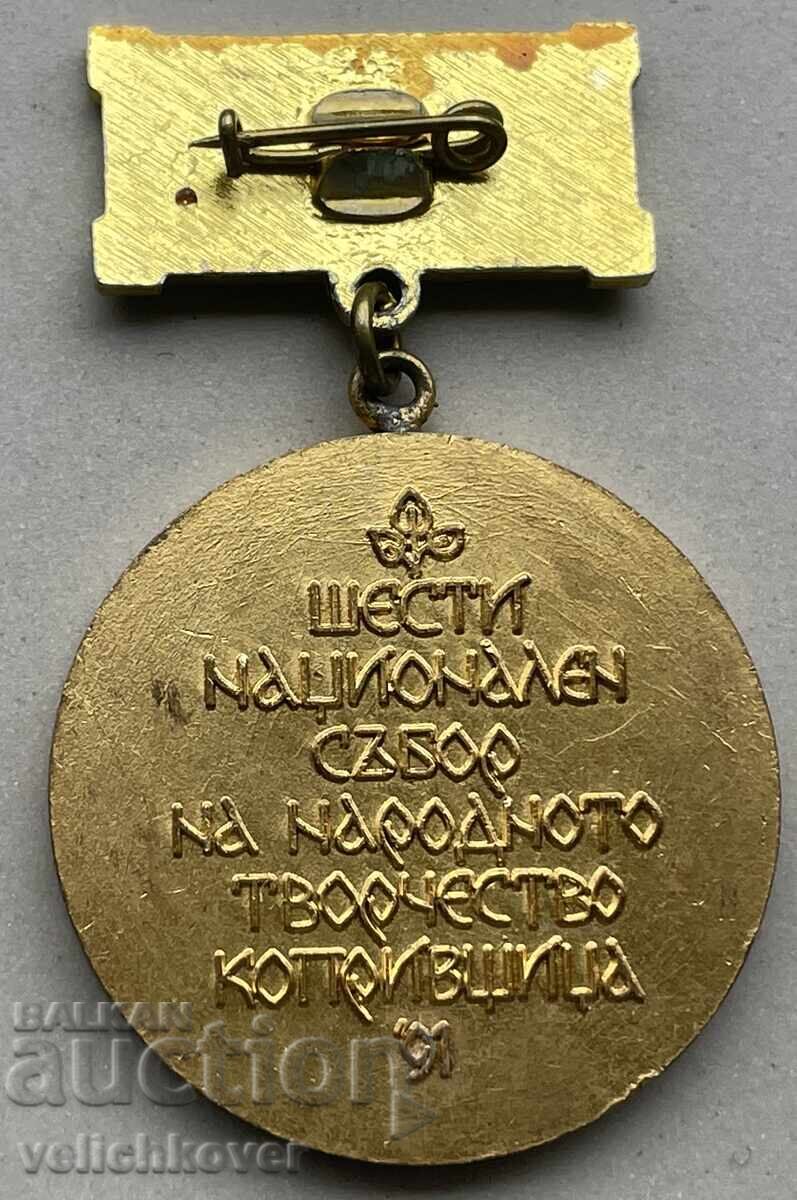 ШЕСТИ
НАЦИОНАЛЕН
СЪБОР
НА НАРОДНОТО
ТВОРЧЕСТВО
КОПРИВЩИЦА
'91
BALKAN
auction
velichkover